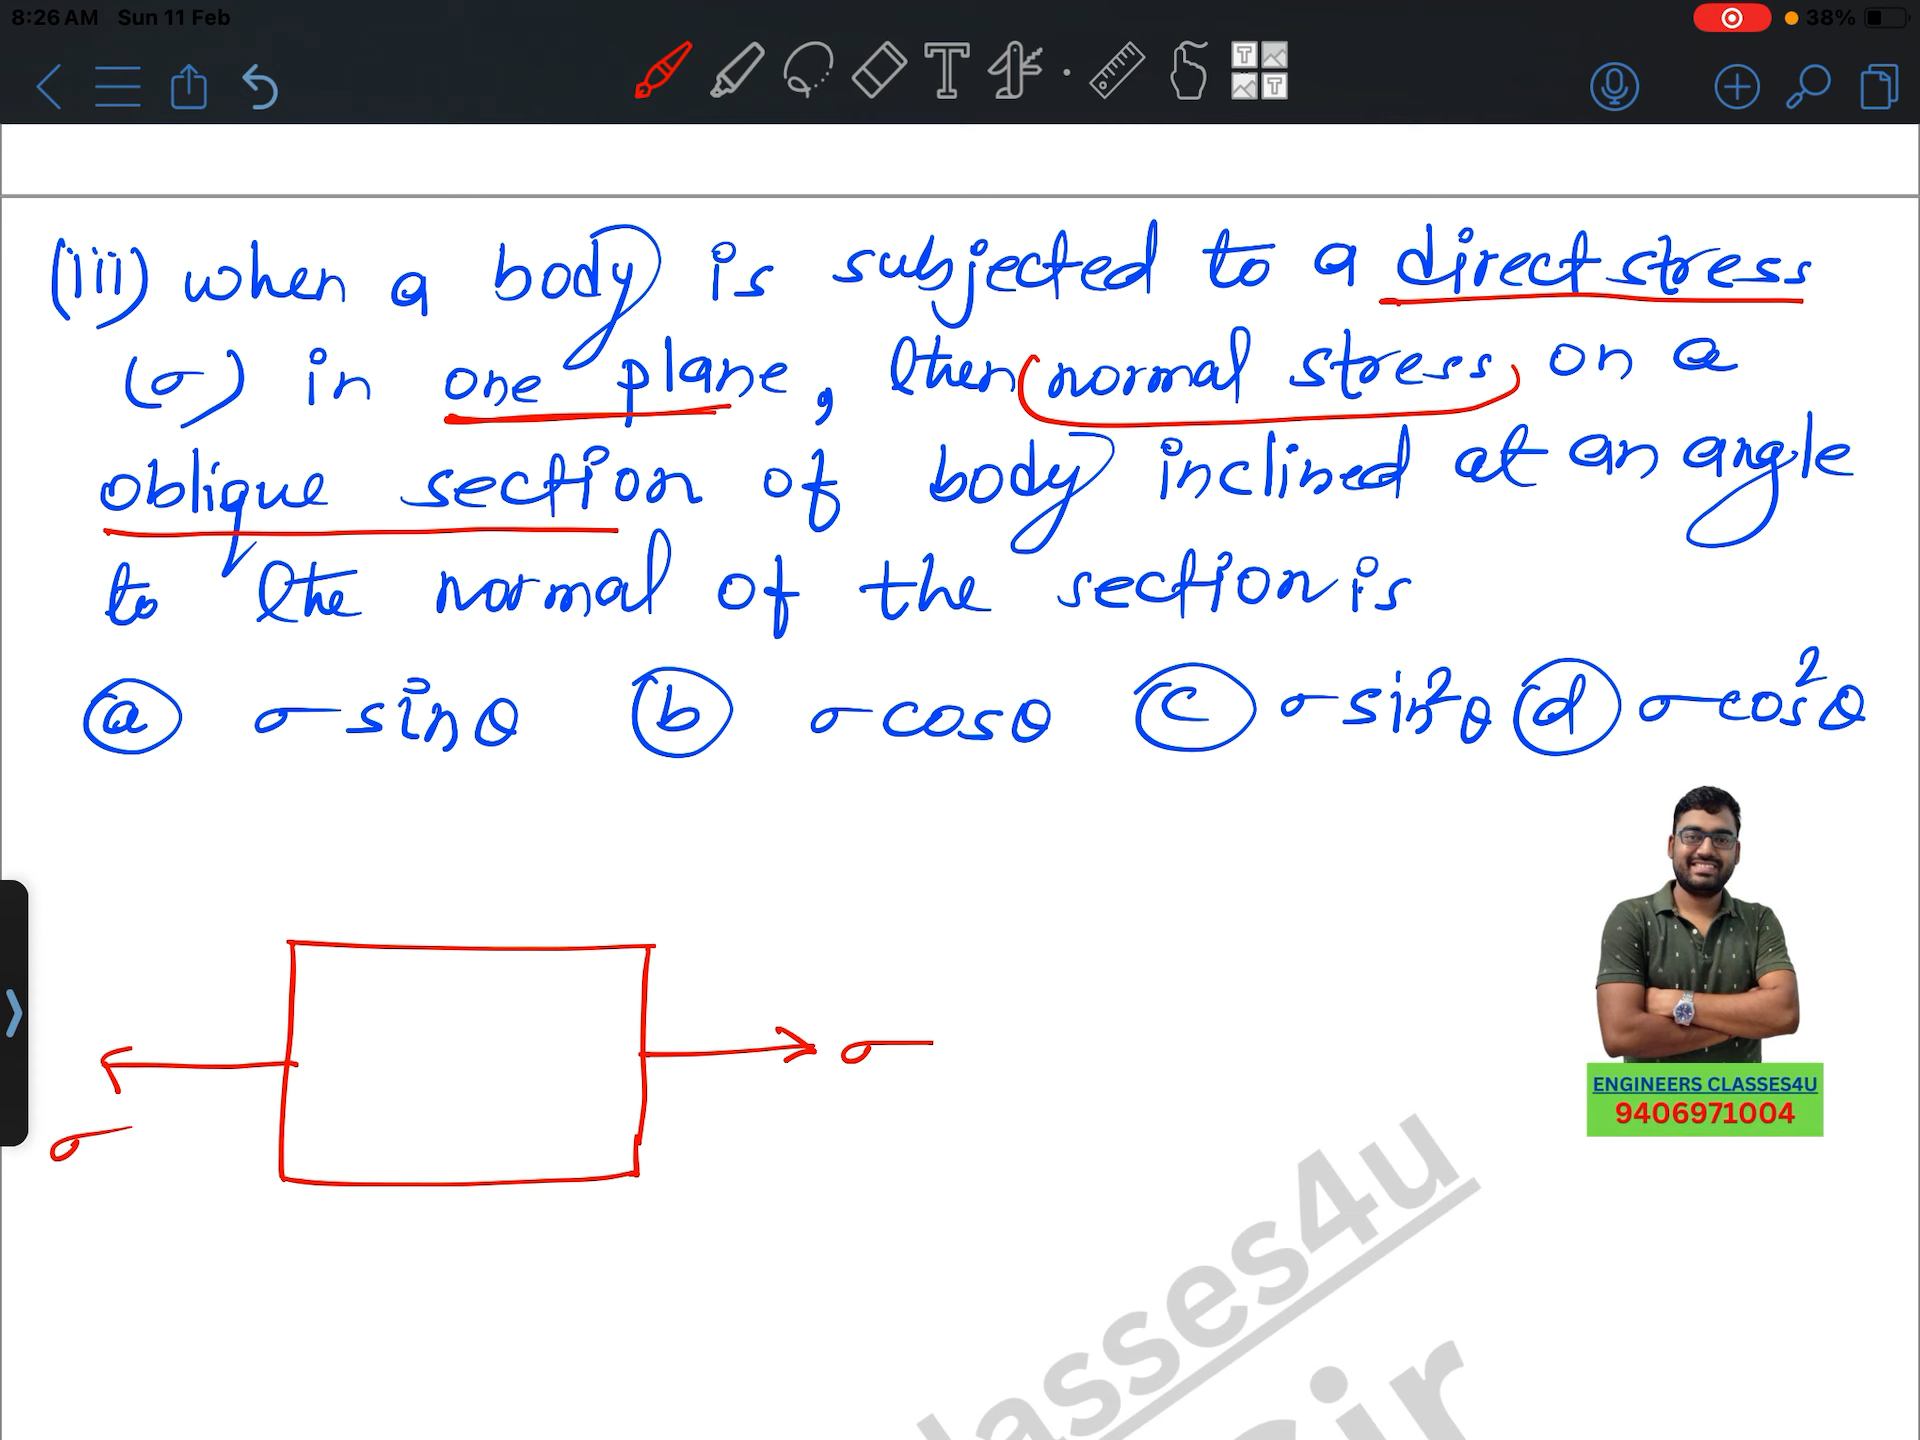 8:26 AM Sun 11 Feb
38%
(iii) when a body is subjected to a direct stress
(σ) in one plane, then normal stress, on a
oblique section of body inclined at an angle
to the normal of the section is
(a) σ sinθ (b) σ cosθ (c) σ sin²θ (d) σ cos²θ
σ
σ
ENGINEERS CLASSES4U
9406971004
lasses4u
Sir